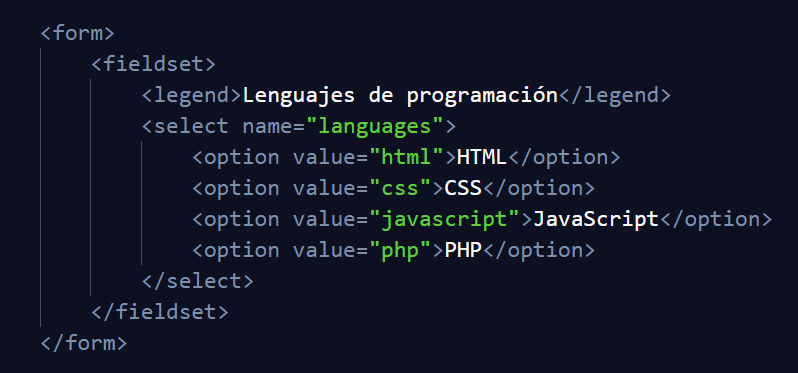 <form>
<fieldset>
<legend>Lenguajes de programación</legend>
<select name="languages">
<option value="html">HTML</option>
<option value="css">CSS</option>
<option value="javascript">JavaScript</option>
<option value="php">PHP</option>
</select>
</fieldset>
</form>